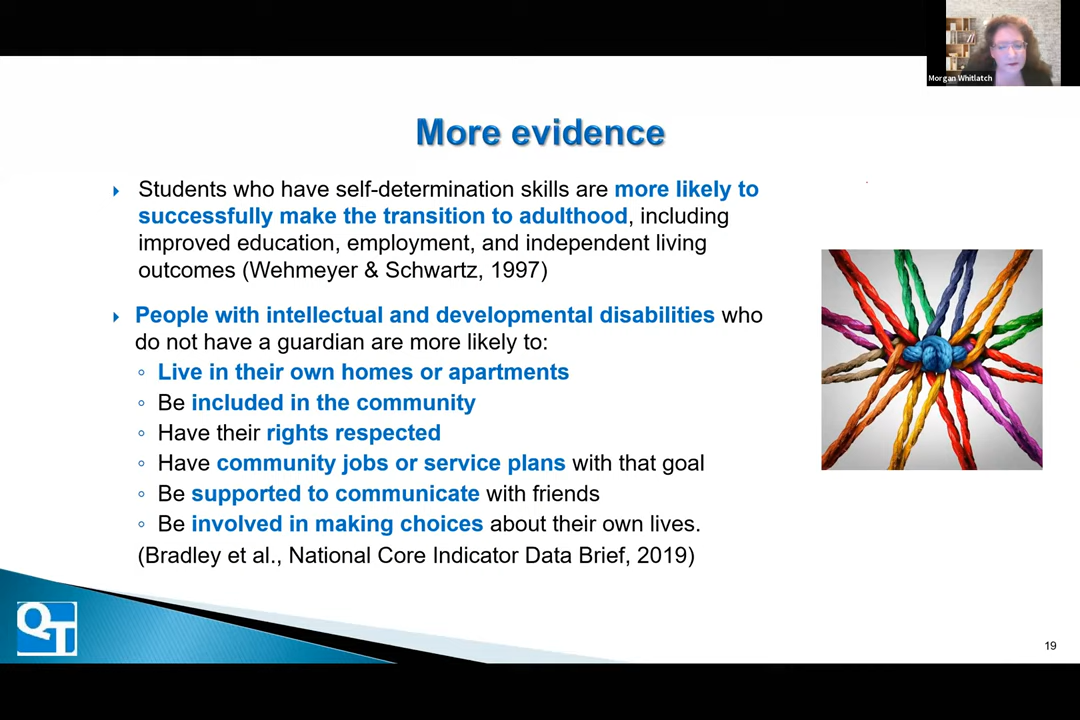 Morgan Whitlatch
More evidence
Students who have self-determination skills are more likely to
successfully make the transition to adulthood, including
improved education, employment, and independent living
outcomes (Wehmeyer & Schwartz, 1997)
People with intellectual and developmental disabilities who
do not have a guardian are more likely to:
Live in their own homes or apartments
Be included in the community
Have their rights respected
Have community jobs or service plans with that goal
Be supported to communicate with friends
Be involved in making choices about their own lives.
(Bradley et al., National Core Indicator Data Brief, 2019)
QT
19